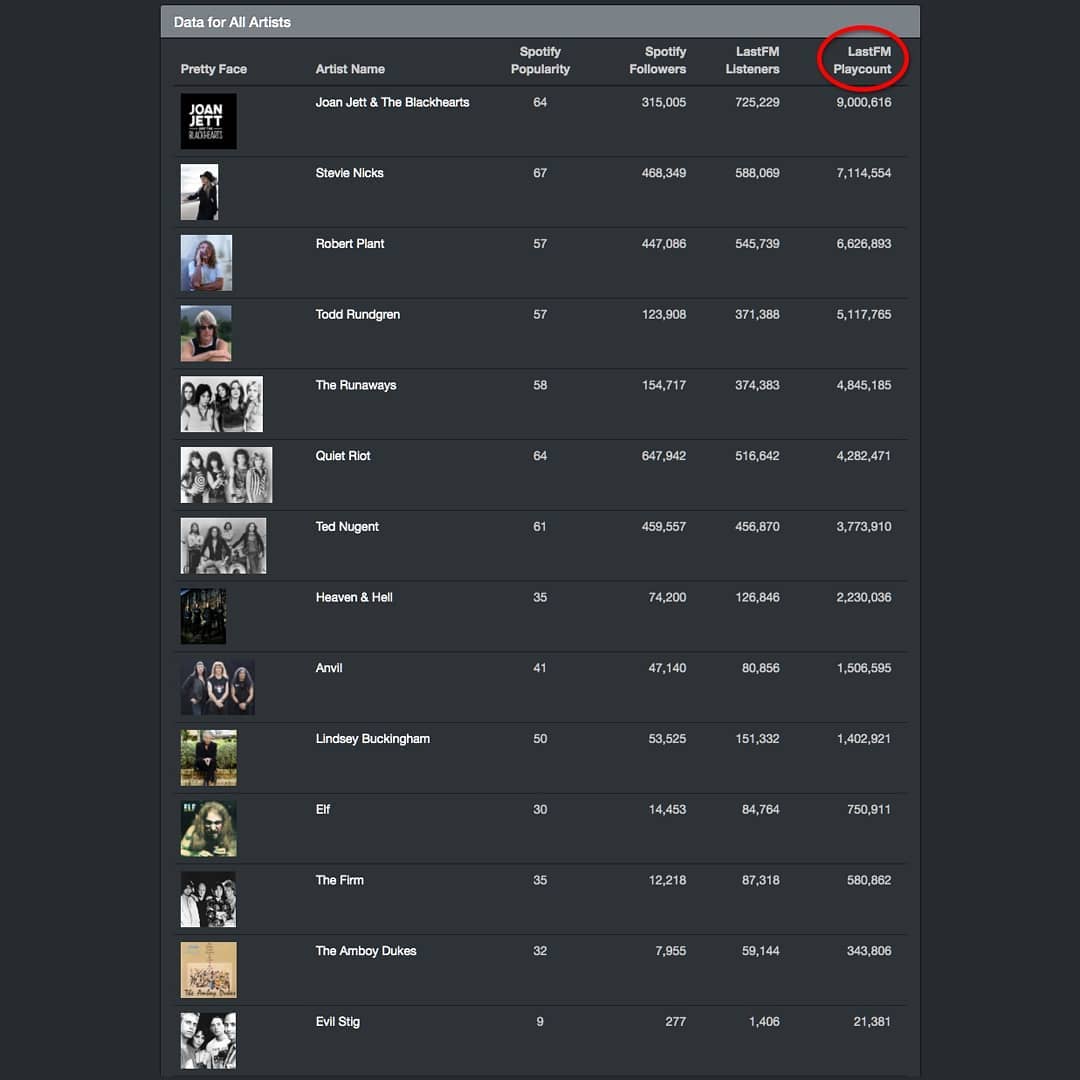 Data for All Artists
Pretty Face Artist Name Spotify Popularity Spotify Followers LastFM Listeners LastFM Playcount
JOAN
JETT
BLACKHEARTS
Joan Jett & The Blackhearts 64 315,005 725,229 9,000,616
Stevie Nicks 67 468,349 588,069 7,114,554
Robert Plant 57 447,086 545,739 6,626,893
Todd Rundgren 57 123,908 371,388 5,117,765
The Runaways 58 154,717 374,383 4,845,185
Quiet Riot 64 647,942 516,642 4,282,471
Ted Nugent 61 459,557 456,870 3,773,910
Heaven & Hell 35 74,200 126,846 2,230,036
Anvil 41 47,140 80,856 1,506,595
Lindsey Buckingham 50 53,525 151,332 1,402,921
ELF
Elf 30 14,453 84,764 750,911
The Firm 35 12,218 87,318 580,862
The Amboy Dukes 32 7,955 59,144 343,806
The Amboy Dukes
Evil Stig 9 277 1,406 21,381